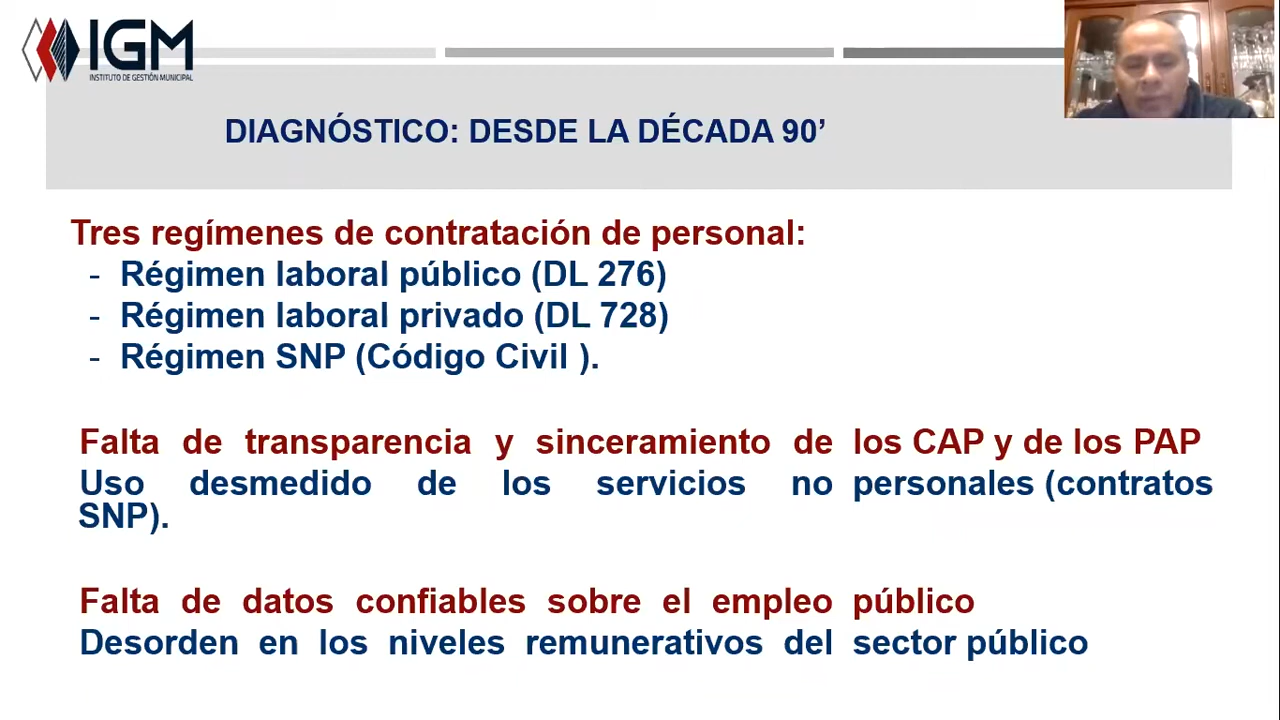 IGM
INSTITUTO DE GESTIÓN MUNICIPAL
DIAGNÓSTICO: DESDE LA DÉCADA 90’
Tres regímenes de contratación de personal:
- Régimen laboral público (DL 276)
- Régimen laboral privado (DL 728)
- Régimen SNP (Código Civil ).
Falta de transparencia y sinceramiento de los CAP y de los PAP
Uso desmedido de los servicios no personales (contratos
SNP).
Falta de datos confiables sobre el empleo público
Desorden en los niveles remunerativos del sector público